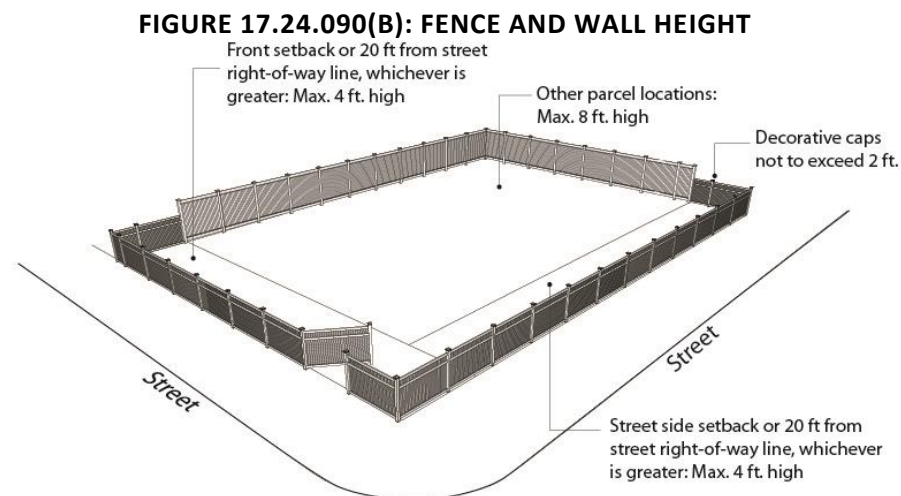 FIGURE 17.24.090(B): FENCE AND WALL HEIGHT
Front setback or 20 ft from street
right-of-way line, whichever is
greater: Max. 4 ft. high
Other parcel locations:
Max. 8 ft. high
Decorative caps
not to exceed 2 ft.
Street
Street
Street side setback or 20 ft from
street right-of-way line, whichever
is greater: Max. 4 ft. high